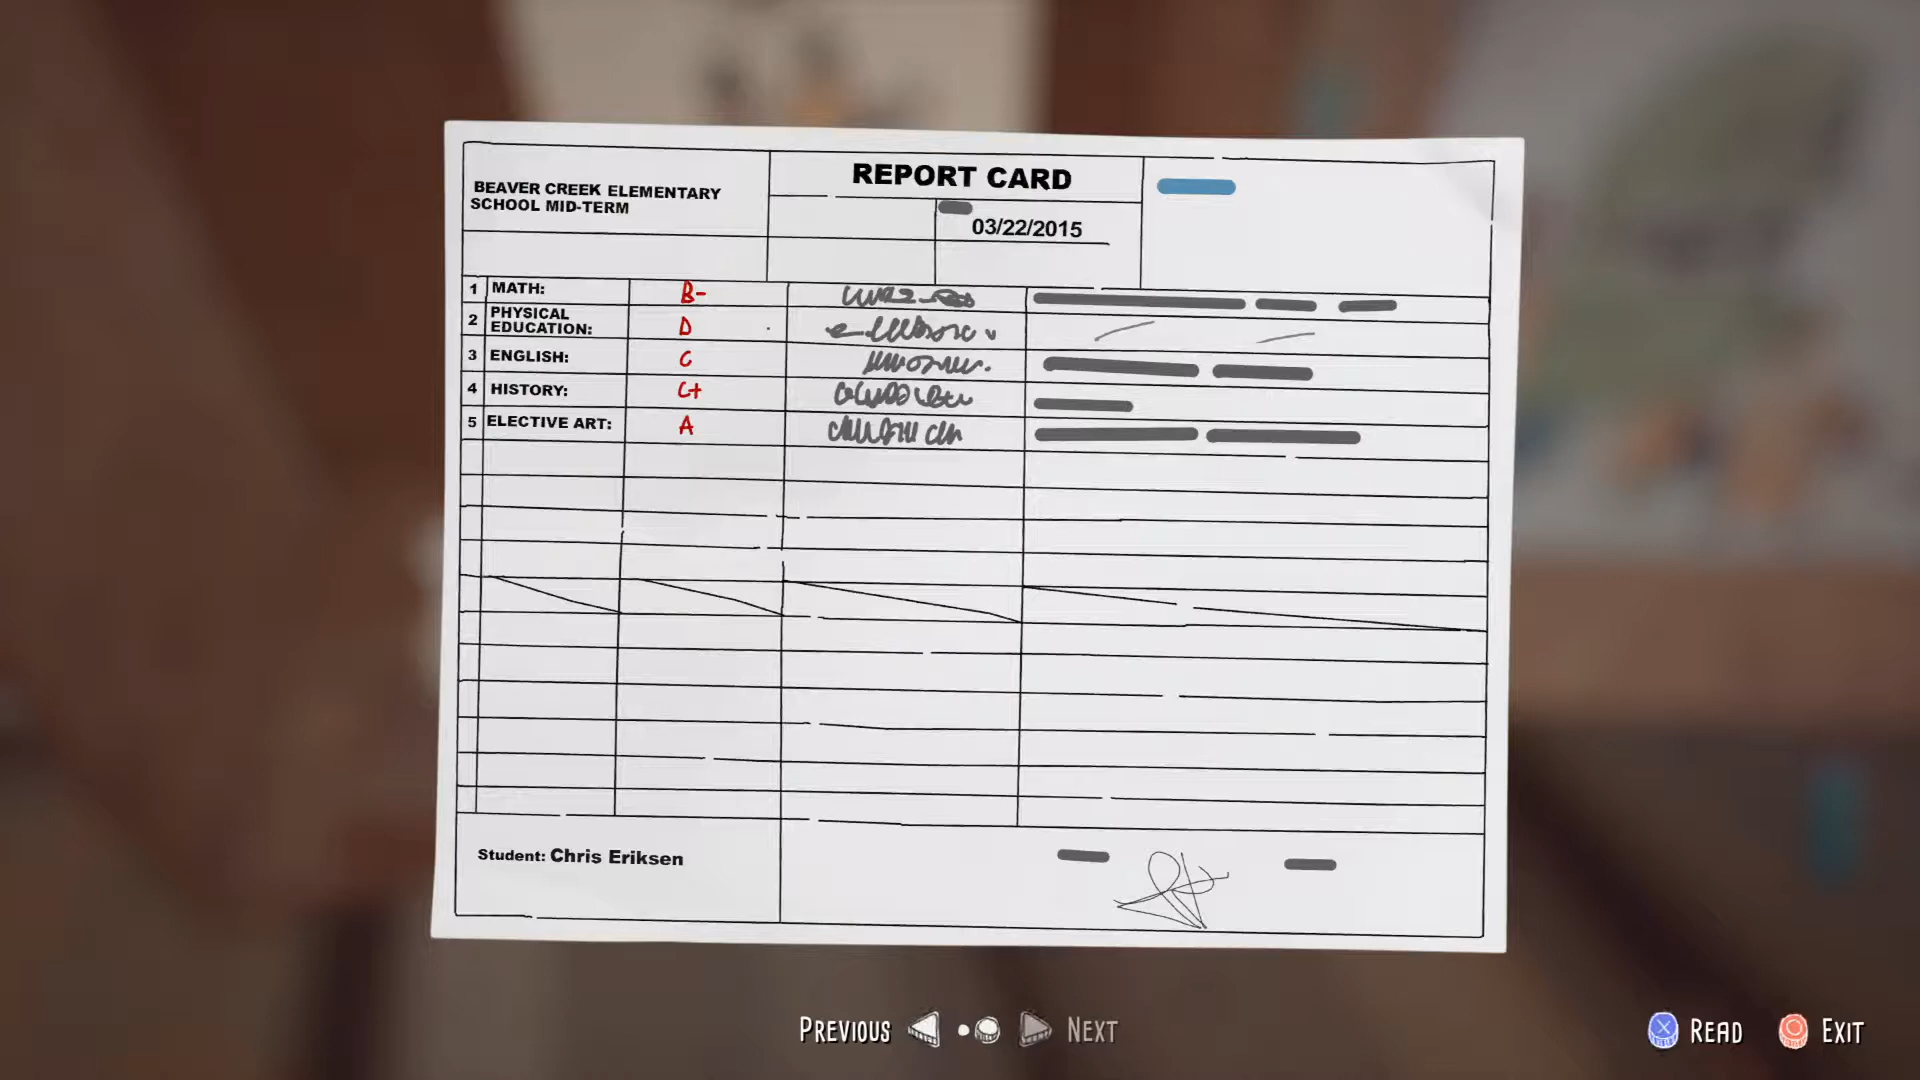 BEAVER CREEK ELEMENTARY
SCHOOL MID-TERM
REPORT CARD
03/22/2015
1 MATH: B-
2 PHYSICAL
EDUCATION: D
3 ENGLISH: C
4 HISTORY: C+
5 ELECTIVE ART: A
Student: Chris Eriksen
PREVIOUS NEXT
READ EXIT